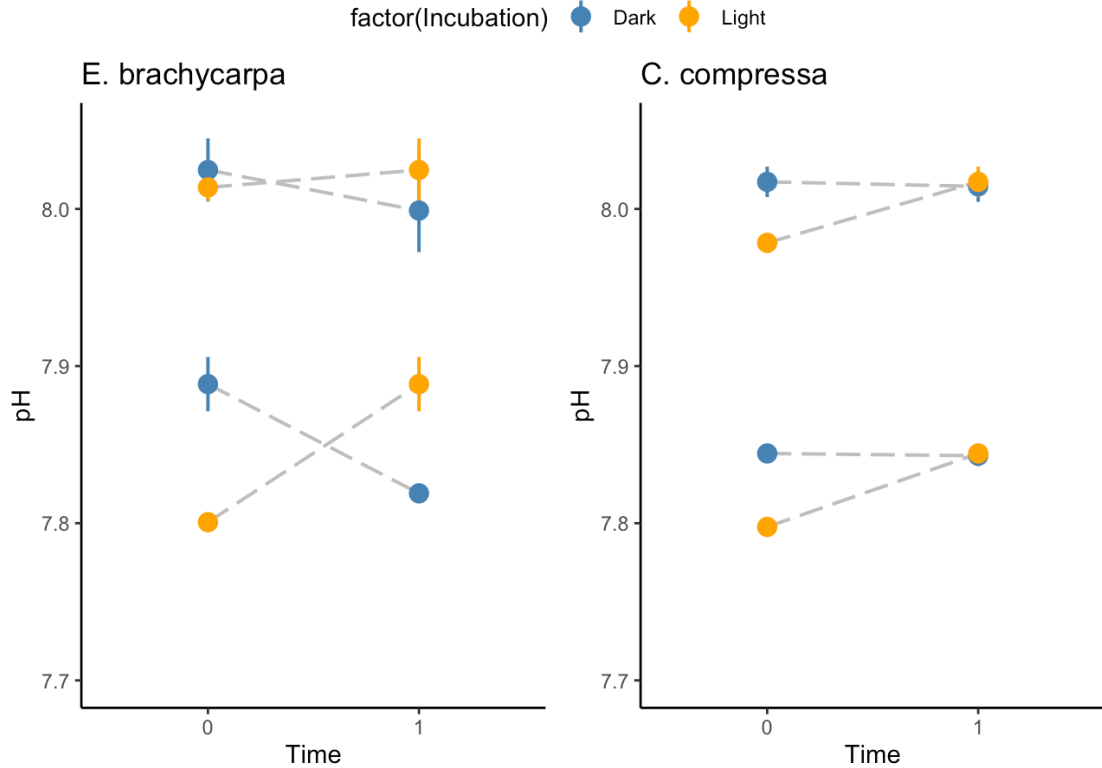 factor(Incubation) Dark Light
E. brachycarpa
C. compressa
pH
8.0
7.9
7.8
7.7
0 1
Time
pH
8.0
7.9
7.8
7.7
0 1
Time